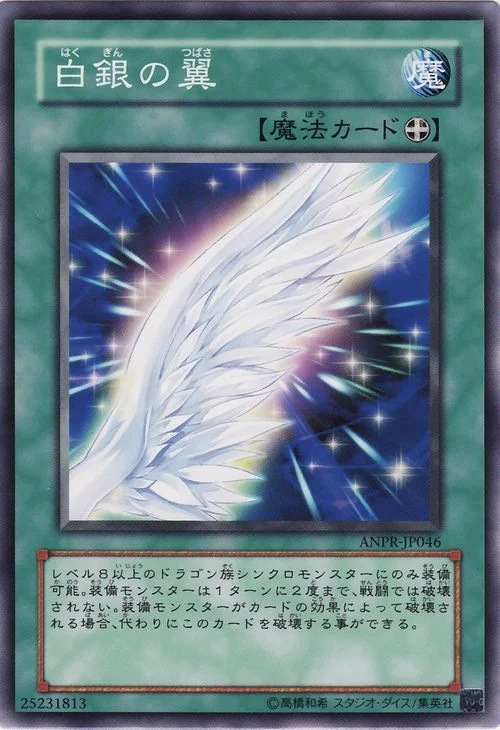 白銀の翼
魔
【魔法カード】
ANPR-JP046
レベル8以上のドラゴン族シンクロモンスターにのみ装備
可能。装備モンスターは1ターンに2度まで、戦闘では破壊
されない。装備モンスターがカードの効果によって破壊さ
れる場合、代わりにこのカードを破壊する事ができる。
25231813
©高橋和希 スタジオ・ダイス/集英社